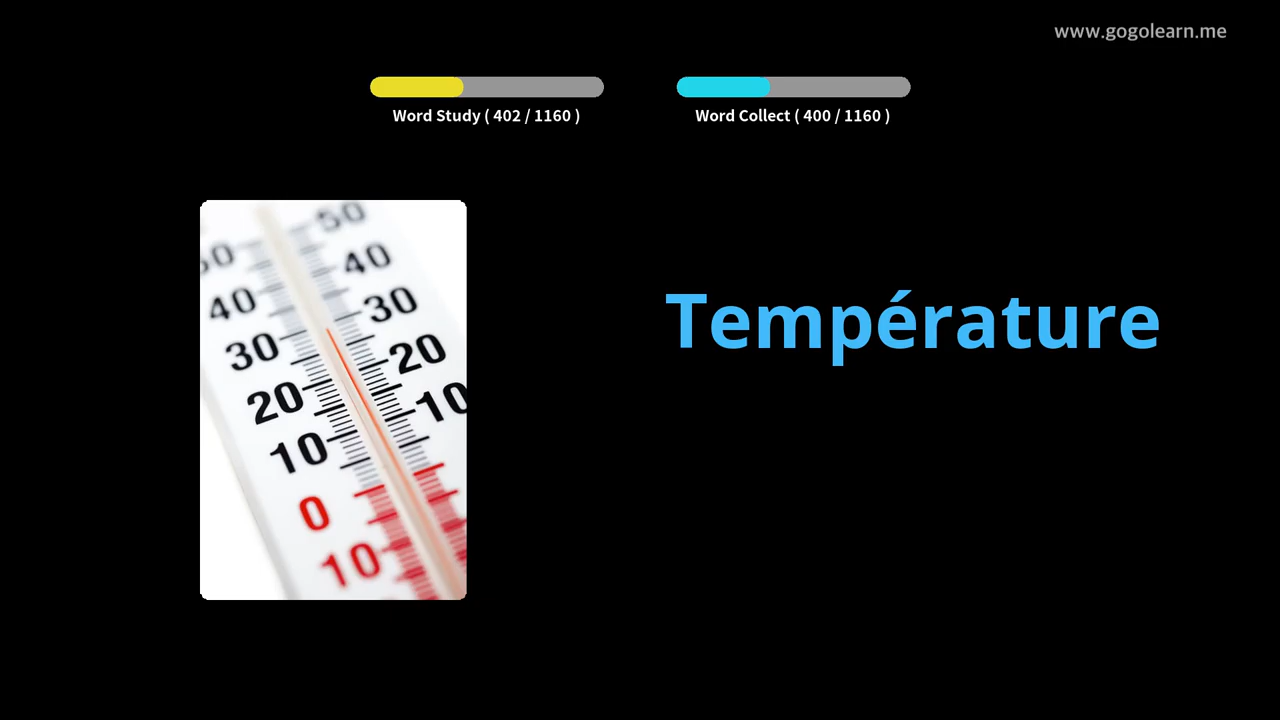 www.gogolearn.me
Word Study ( 402 / 1160 )
Word Collect ( 400 / 1160 )
Température
50
40 40
30 30
20 20
10 10
0
10